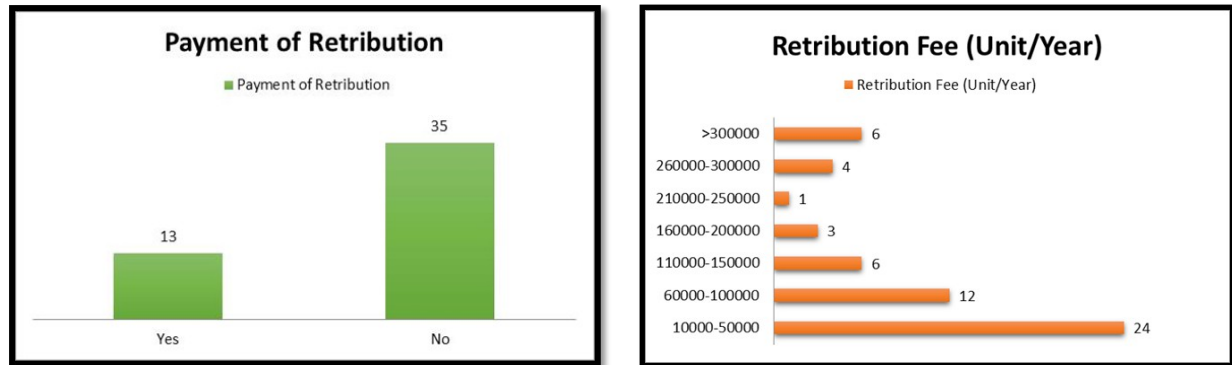 Payment of Retribution
Payment of Retribution
35
13
Yes No
Retribution Fee (Unit/Year)
Retribution Fee (Unit/Year)
>300000 6
260000-300000 4
210000-250000 1
160000-200000 3
110000-150000 6
60000-100000 12
10000-50000 24